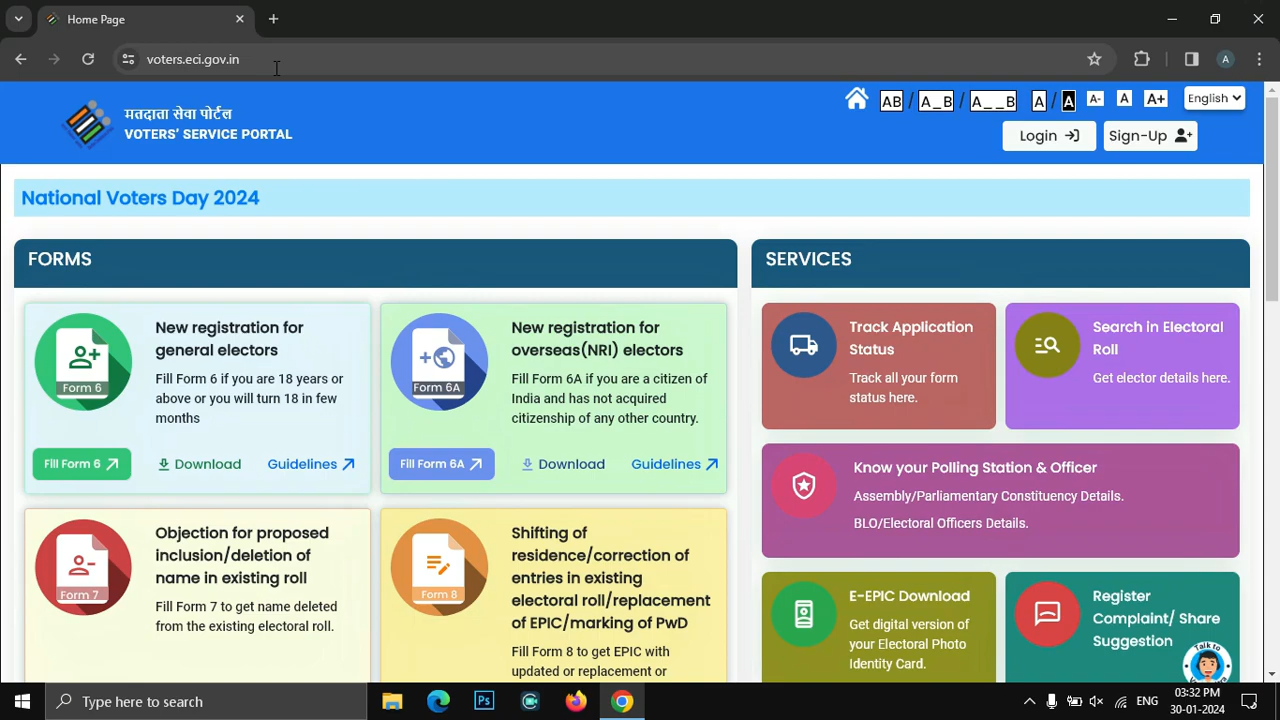 Home Page
voters.eci.gov.in
A
मतदाता सेवा पोर्टल
VOTERS' SERVICE PORTAL
AB / A_B / A__B A / A A- A A+ English
Login
Sign-Up
National Voters Day 2024
FORMS
New registration for
general electors
Fill Form 6 if you are 18 years or
above or you will turn 18 in few
months
Form 6
Fill Form 6
Download
Guidelines
New registration for
overseas(NRI) electors
Fill Form 6A if you are a citizen of
India and has not acquired
citizenship of any other country.
Form 6A
Fill Form 6A
Download
Guidelines
Objection for proposed
inclusion/deletion of
name in existing roll
Fill Form 7 to get name deleted
from the existing electoral roll.
Form 7
Shifting of
residence/correction of
entries in existing
electoral roll/replacement
of EPIC/marking of PwD
Fill Form 8 to get EPIC with
updated or replacement or
Form 8
SERVICES
Track Application
Status
Track all your form
status here.
Search in Electoral
Roll
Get elector details here.
Know your Polling Station & Officer
Assembly/Parliamentary Constituency Details.
BLO/Electoral Officers Details.
E-EPIC Download
Get digital version of
your Electoral Photo
Identity Card.
Register
Complaint/ Share
Suggestion
Talk to
Type here to search
Ps
ENG
03:32 PM
30-01-2024